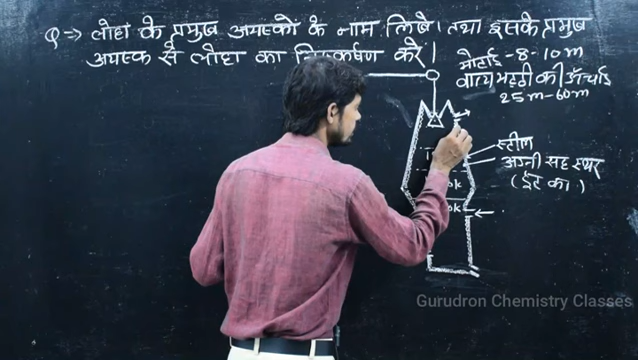 Q ⇒ लोहा के प्रमुख अयस्को के नाम लिखे। तथा इसके प्रमुख
अयस्क से लोहा का निष्कर्षण करे।
मोटाई - 8 - 10 m
वात्य भट्टी की ऊँचाई
25 m - 60 m
स्टील
अग्नी सह स्थर
(ईट का)
Gurudron Chemistry Classes